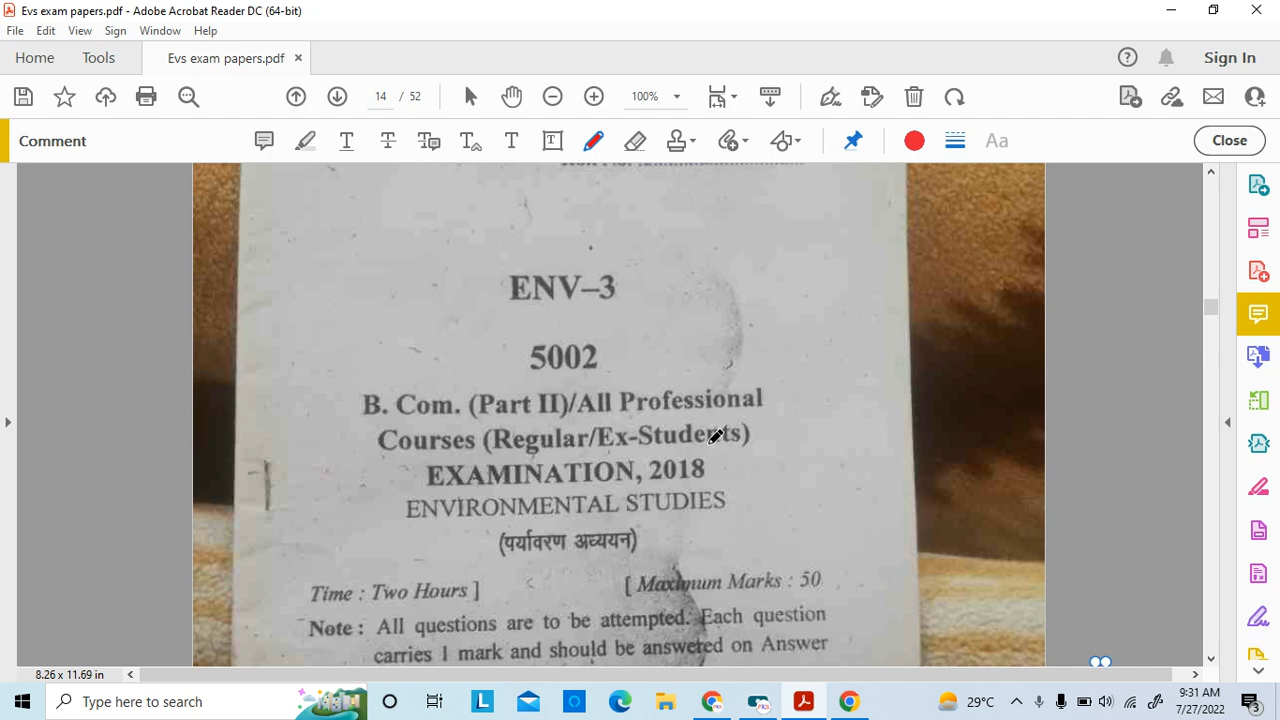 Evs exam papers.pdf - Adobe Acrobat Reader DC (64-bit)
File Edit View Sign Window Help
Home Tools Evs exam papers.pdf × Sign In
14 / 52 100%
Comment Aa Close
ENV–3
5002
B. Com. (Part II)/All Professional
Courses (Regular/Ex-Students)
EXAMINATION, 2018
ENVIRONMENTAL STUDIES
(पर्यावरण अध्ययन)
Time : Two Hours ] [ Maximum Marks : 50
Note : All questions are to be attempted. Each question
carries 1 mark and should be answered on Answer
8.26 x 11.69 in
Type here to search L 29°C 9:31 AM
7/27/2022 3